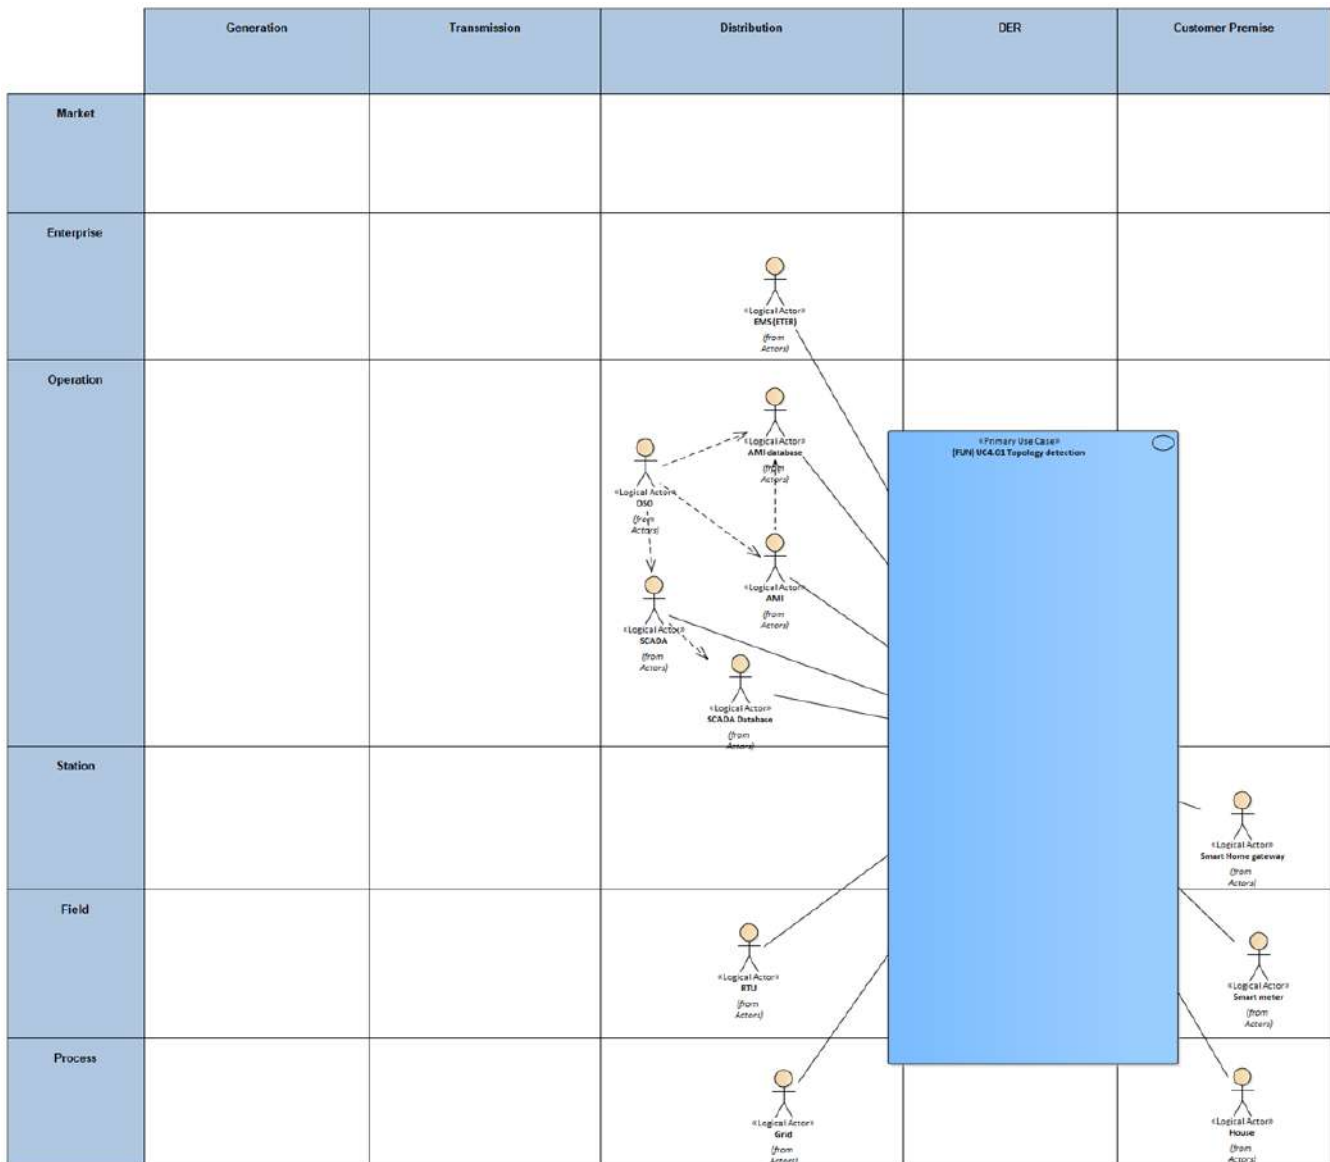 Generation
Transmission
Distribution
DER
Customer Premise
Market
Enterprise
«Logical Actor»
EMS(ETER)
(from
Actors)
Operation
«Logical Actor»
AMI database
(from
Actors)
«Logical Actor»
DSO
(from
Actors)
«Logical Actor»
AMI
(from
Actors)
«Logical Actor»
SCADA
(from
Actors)
«Logical Actor»
SCADA Database
(from
Actors)
«Primary Use Case»
(FUN) UC4.01 Topology detection
Station
«Logical Actor»
Smart Home gateway
(from
Actors)
Field
«Logical Actor»
RTU
(from
Actors)
«Logical Actor»
Smart meter
(from
Actors)
Process
«Logical Actor»
Grid
(from
Actors)
«Logical Actor»
House
(from
Actors)